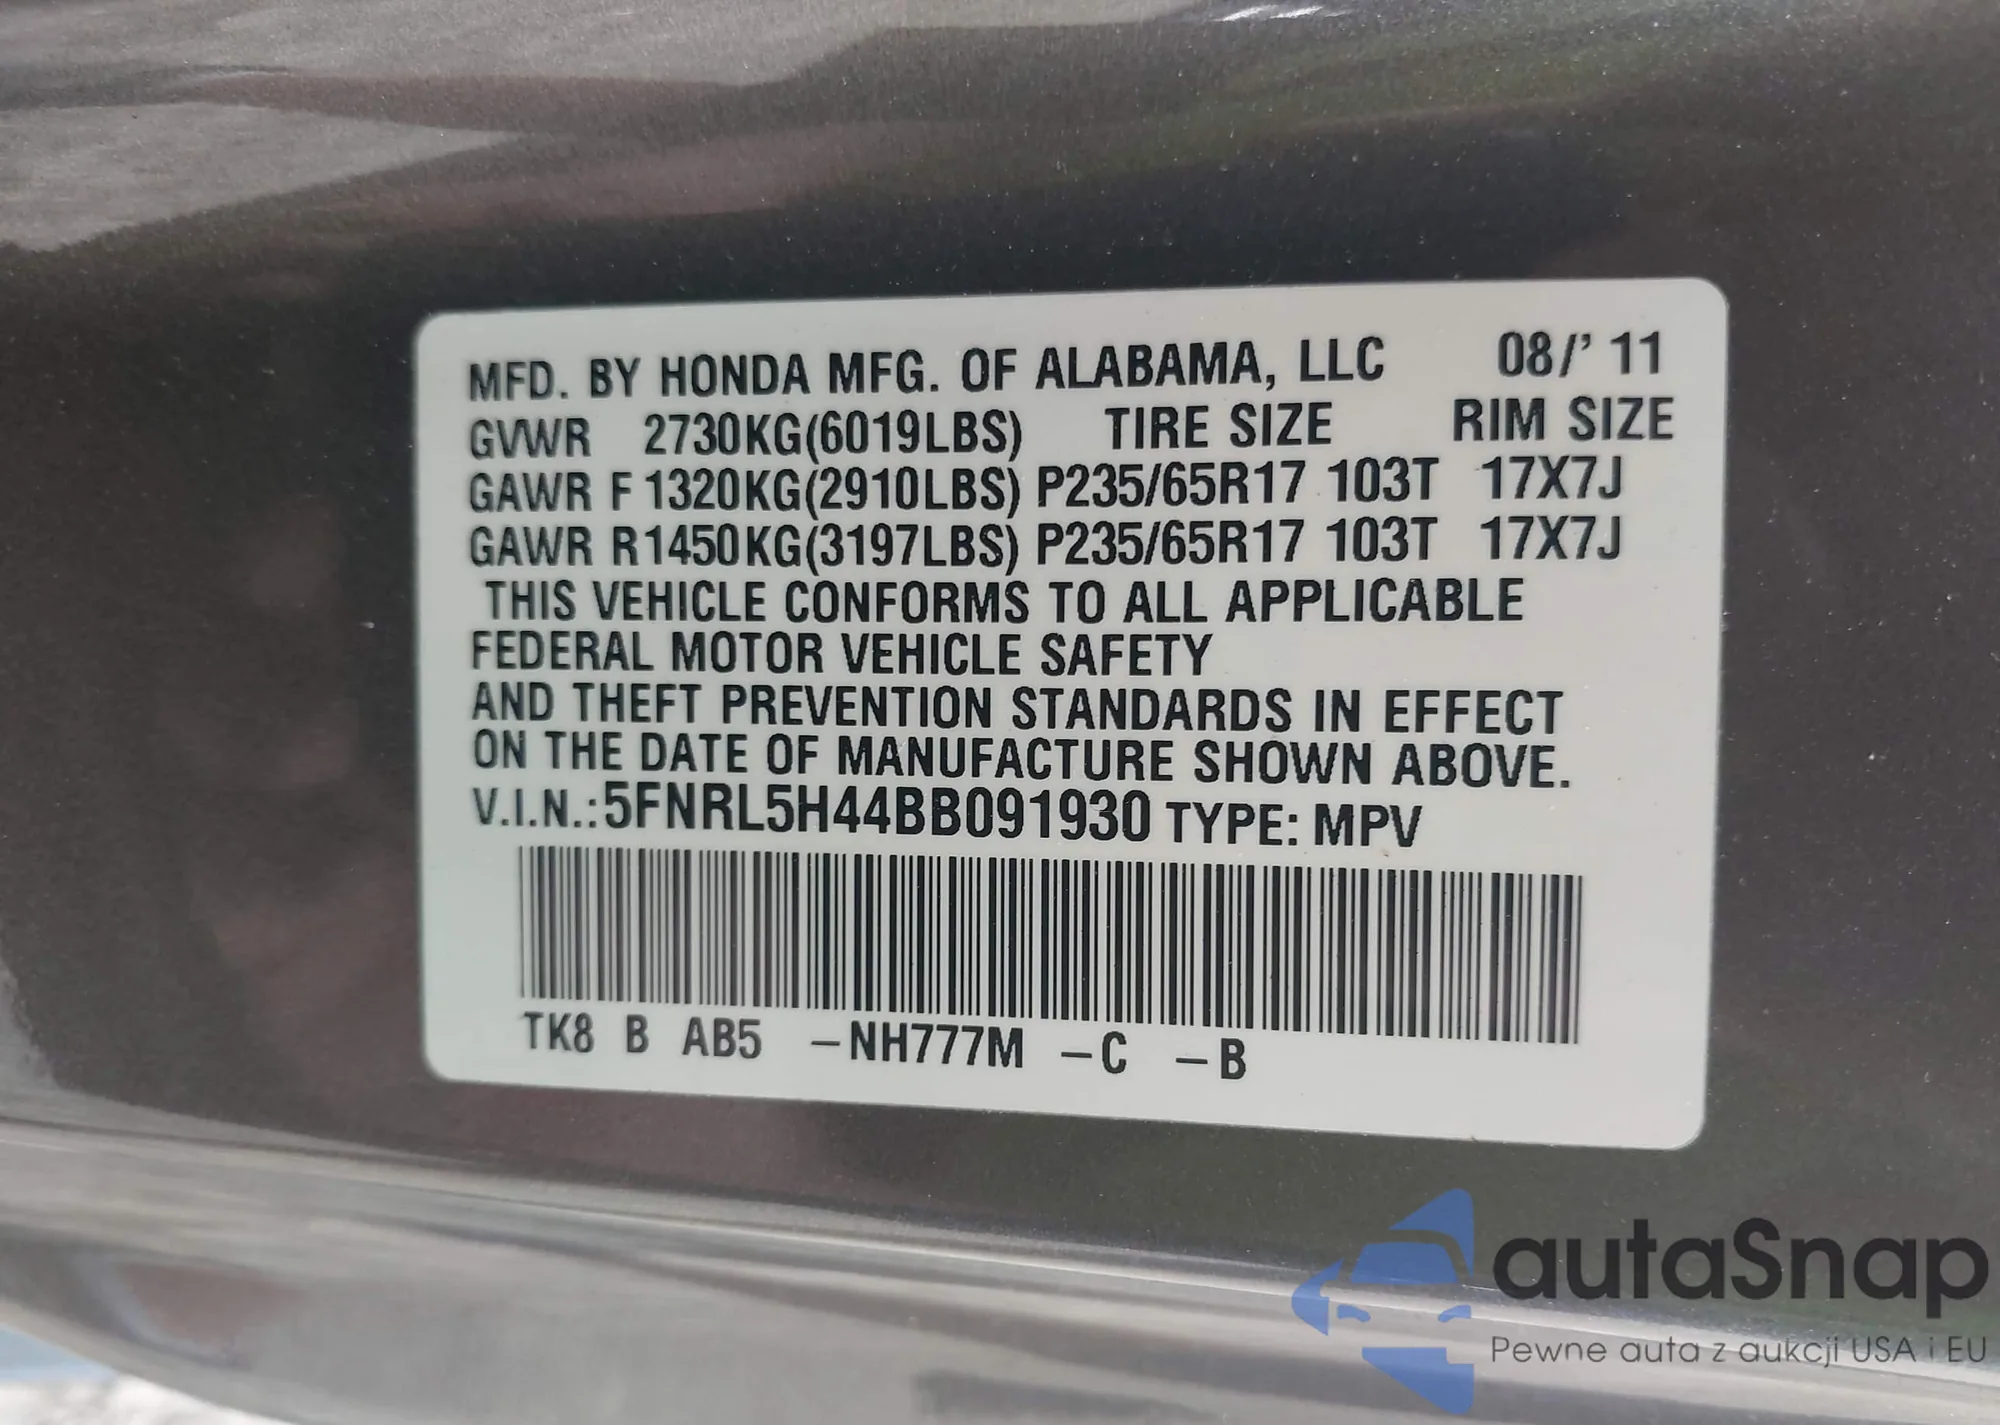 MFD. BY HONDA MFG. OF ALABAMA, LLC 08/' 11
GVWR 2730KG(6019LBS) TIRE SIZE RIM SIZE
GAWR F 1320KG(2910LBS) P235/65R17 103T 17X7J
GAWR R 1450KG(3197LBS) P235/65R17 103T 17X7J
THIS VEHICLE CONFORMS TO ALL APPLICABLE
FEDERAL MOTOR VEHICLE SAFETY
AND THEFT PREVENTION STANDARDS IN EFFECT
ON THE DATE OF MANUFACTURE SHOWN ABOVE.
V.I.N.:5FNRL5H44BB091930 TYPE: MPV
TK8 B AB5 –NH777M –C –B
autaSnap
Pewne auta z aukcji USA i EU